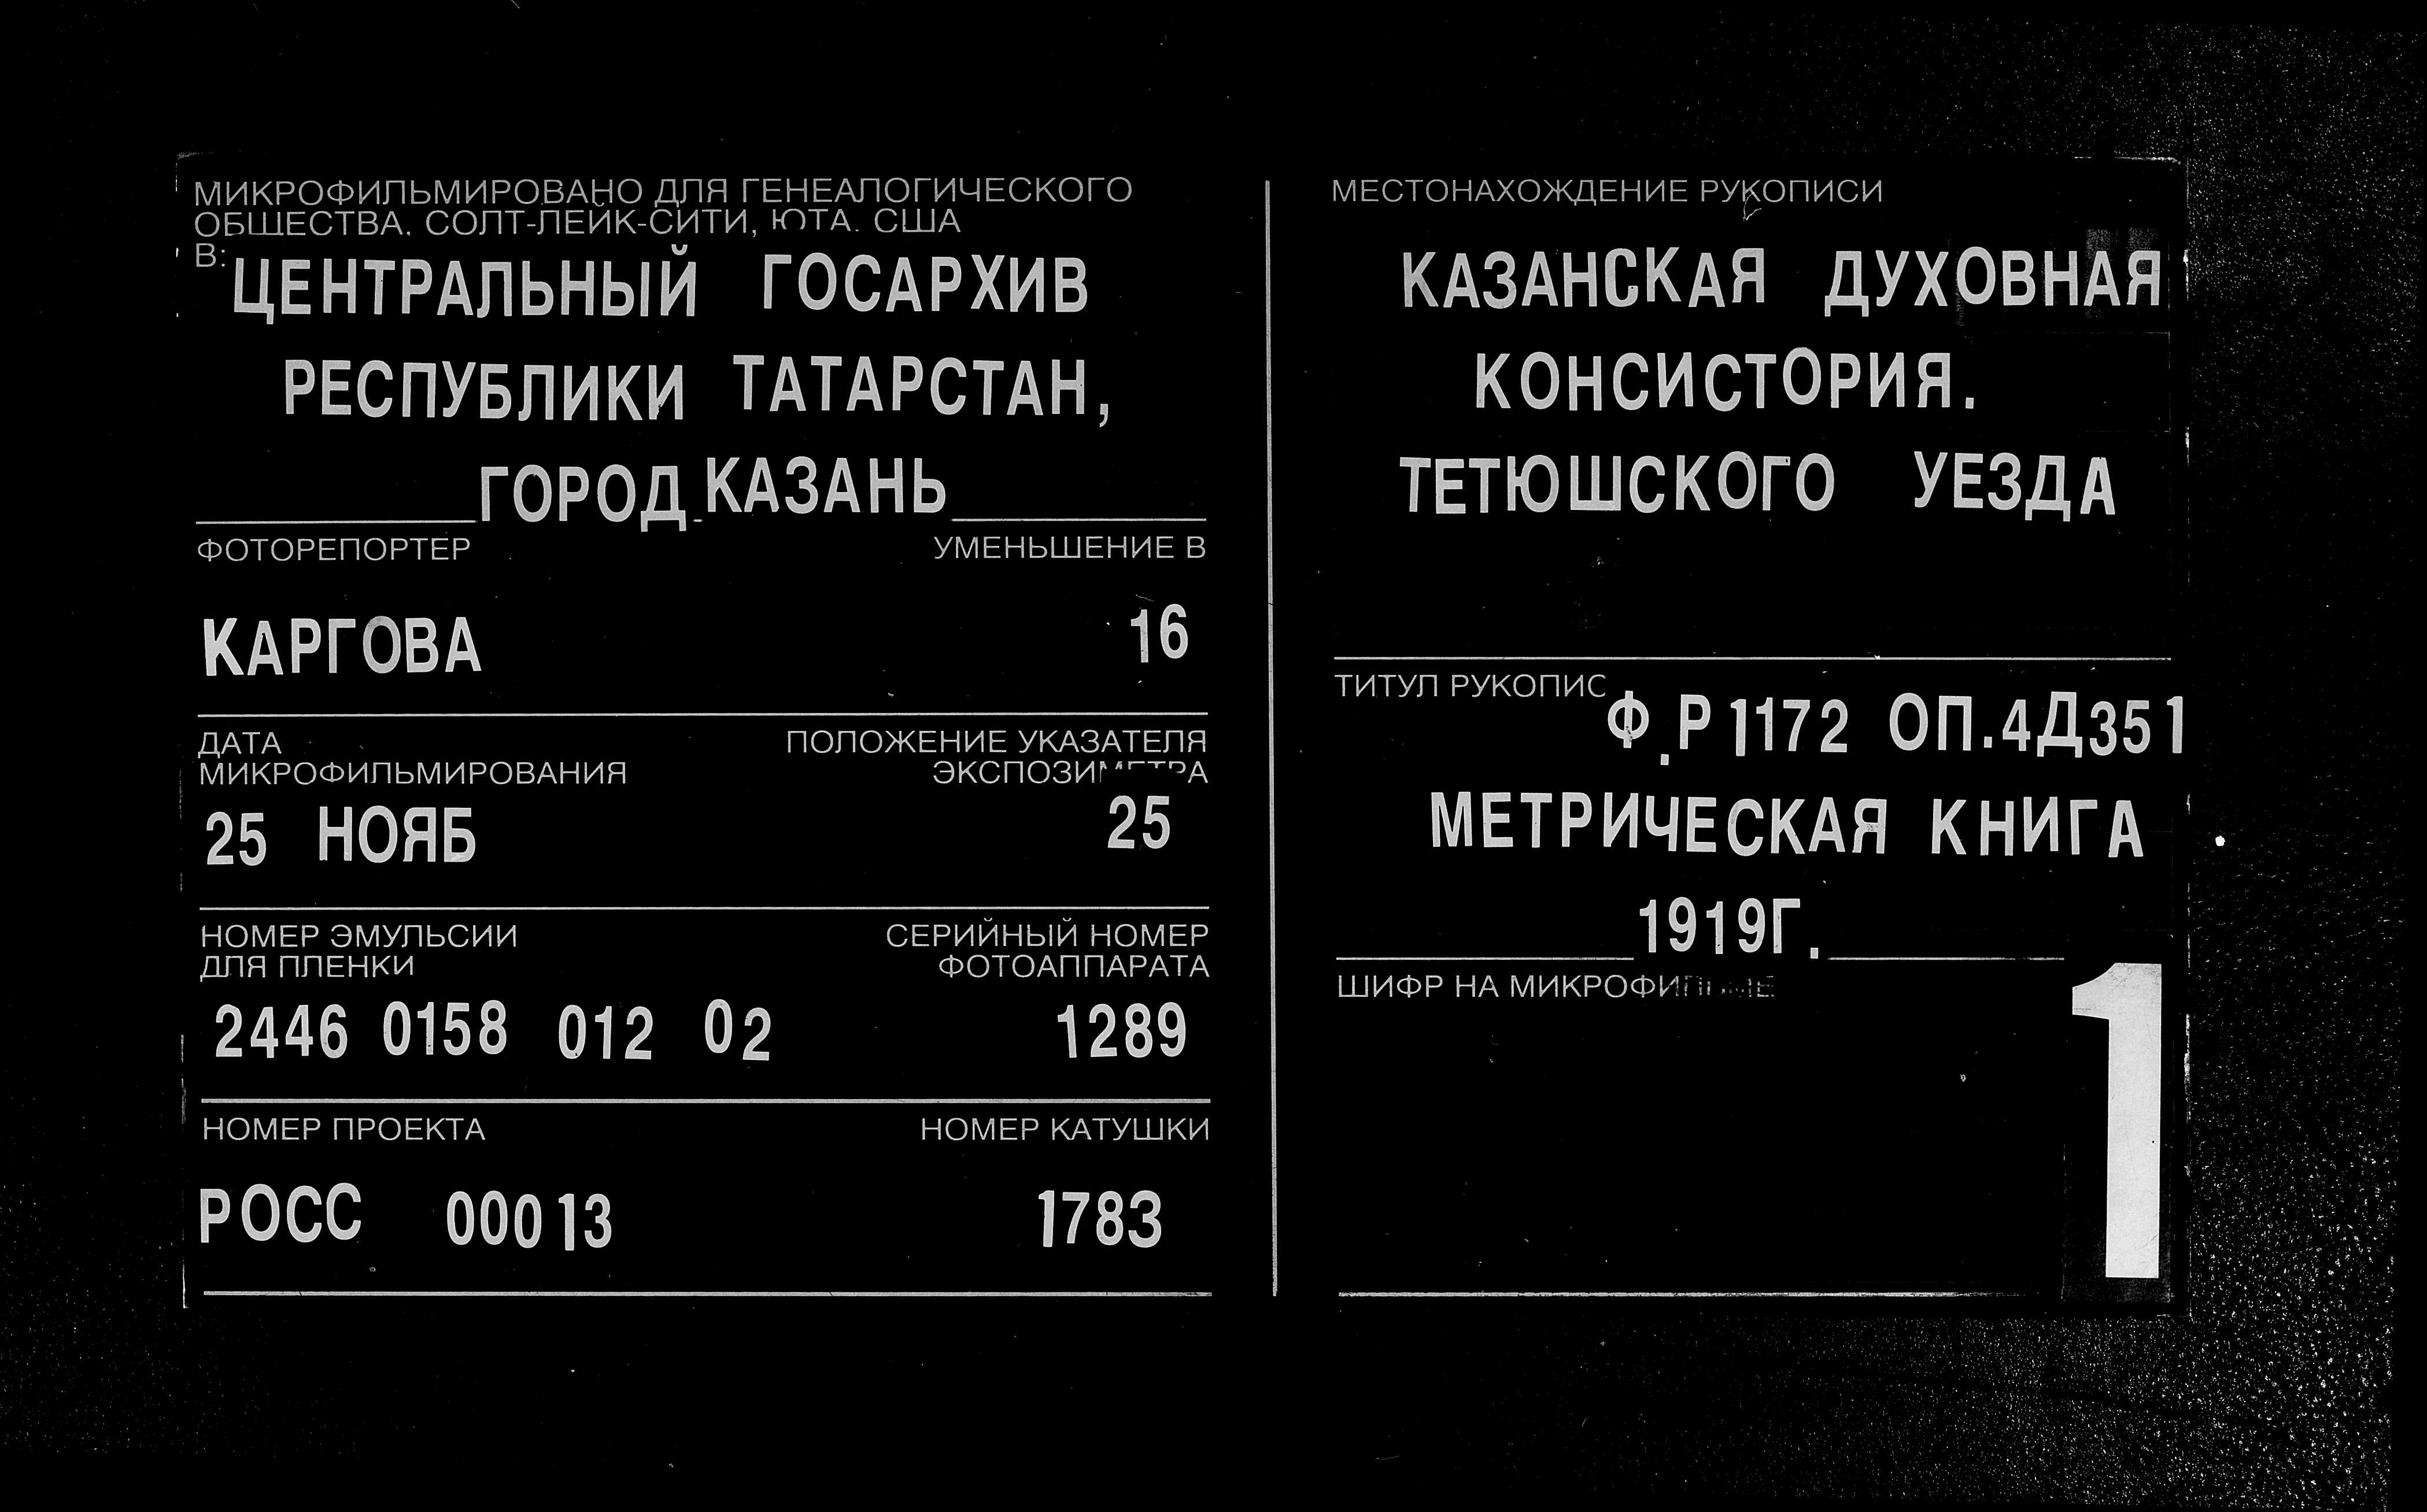 МИКРОФИЛЬМИРОВАНО ДЛЯ ГЕНЕАЛОГИЧЕСКОГО
ОБЩЕСТВА. СОЛТ-ЛЕЙК-СИТИ, ЮТА. США
В:
ЦЕНТРАЛЬНЫЙ ГОСАРХИВ
РЕСПУБЛИКИ ТАТАРСТАН,
ГОРОД КАЗАНЬ
ФОТОРЕПОРТЕР УМЕНЬШЕНИЕ В
КАРГОВА 16
ДАТА ПОЛОЖЕНИЕ УКАЗАТЕЛЯ
МИКРОФИЛЬМИРОВАНИЯ ЭКСПОЗИМЕТРА
25 НОЯБ 25
НОМЕР ЭМУЛЬСИИ СЕРИЙНЫЙ НОМЕР
ДЛЯ ПЛЕНКИ ФОТОАППАРАТА
2446 0158 012 02 1289
НОМЕР ПРОЕКТА НОМЕР КАТУШКИ
РОСС 00013 1783
МЕСТОНАХОЖДЕНИЕ РУКОПИСИ
КАЗАНСКАЯ ДУХОВНАЯ
КОНСИСТОРИЯ.
ТЕТЮШСКОГО УЕЗДА
ТИТУЛ РУКОПИС
Ф.Р1172 ОП.4Д351
МЕТРИЧЕСКАЯ КНИГА
1919Г.
ШИФР НА МИКРОФИЛЬМЕ
1